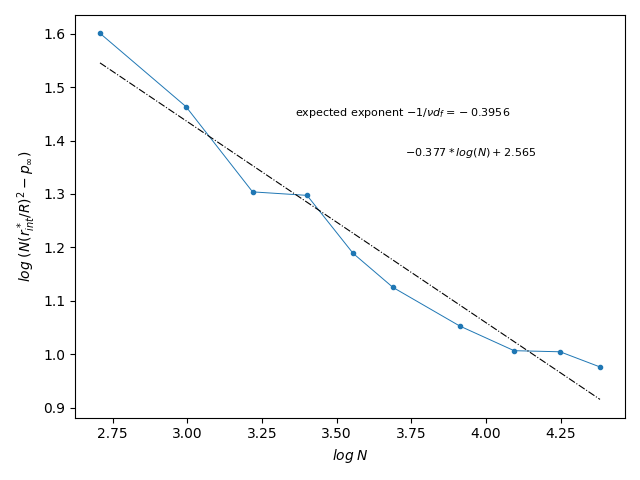 1.6
1.5
expected exponent −1/νd_f = − 0.3956
1.4
−0.377 * log(N) + 2.565
1.3
1.2
1.1
1.0
0.9
log (N(r*_int/R)² − p_∞)
2.75 3.00 3.25 3.50 3.75 4.00 4.25
log N